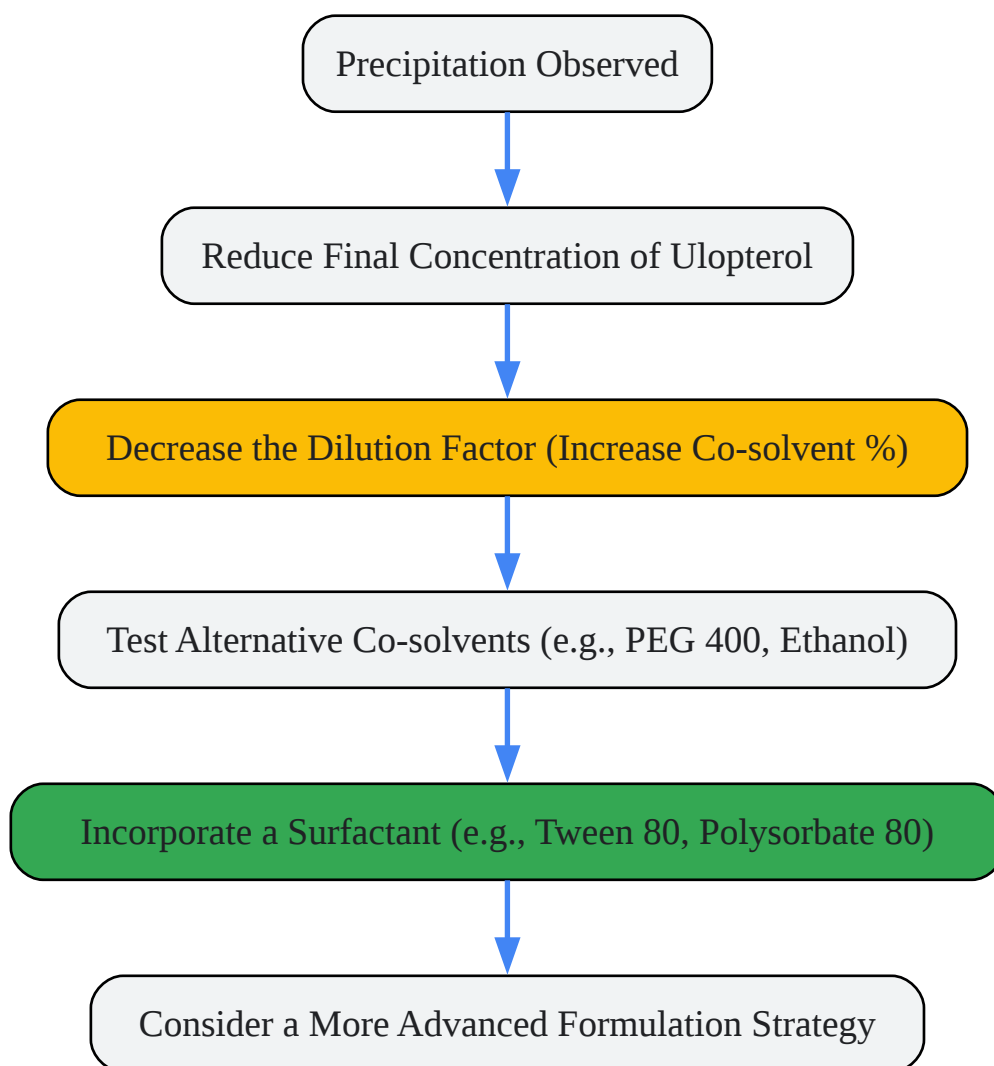 Precipitation Observed
Reduce Final Concentration of Ulopterol
Decrease the Dilution Factor (Increase Co-solvent %)
Test Alternative Co-solvents (e.g., PEG 400, Ethanol)
Incorporate a Surfactant (e.g., Tween 80, Polysorbate 80)
Consider a More Advanced Formulation Strategy